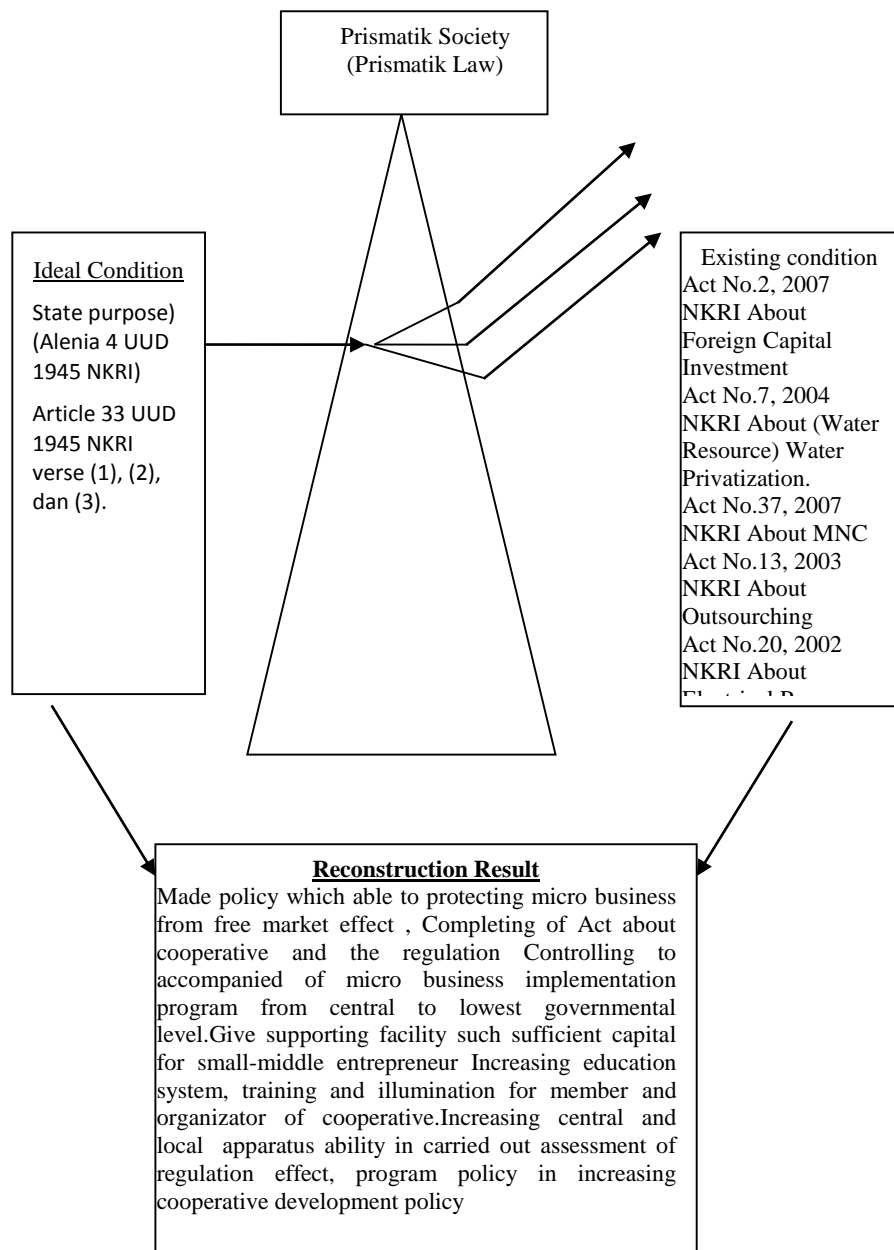 Prismatik Society
(Prismatik Law)
Ideal Condition
State purpose)
(Alenia 4 UUD
1945 NKRI)
Article 33 UUD
1945 NKRI
verse (1), (2),
dan (3).
Existing condition
Act No.2, 2007
NKRI About
Foreign Capital
Investment
Act No.7, 2004
NKRI About (Water
Resource) Water
Privatization.
Act No.37, 2007
NKRI About MNC
Act No.13, 2003
NKRI About
Outsourching
Act No.20, 2002
NKRI About
Reconstruction Result
Made policy which able to protecting micro business
from free market effect , Completing of Act about
cooperative and the regulation Controlling to
accompanied of micro business implementation
program from central to lowest governmental
level.Give supporting facility such sufficient capital
for small-middle entrepreneur Increasing education
system, training and illumination for member and
organizator of cooperative.Increasing central and
local apparatus ability in carried out assessment of
regulation effect, program policy in increasing
cooperative development policy